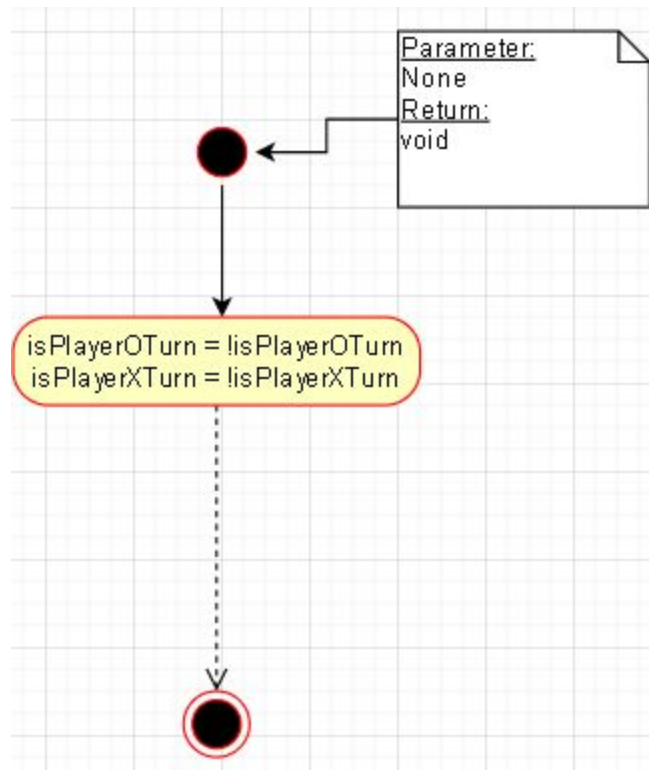 Parameter:
None
Return:
void
isPlayerOTurn = !isPlayerOTurn
isPlayerXTurn = !isPlayerXTurn